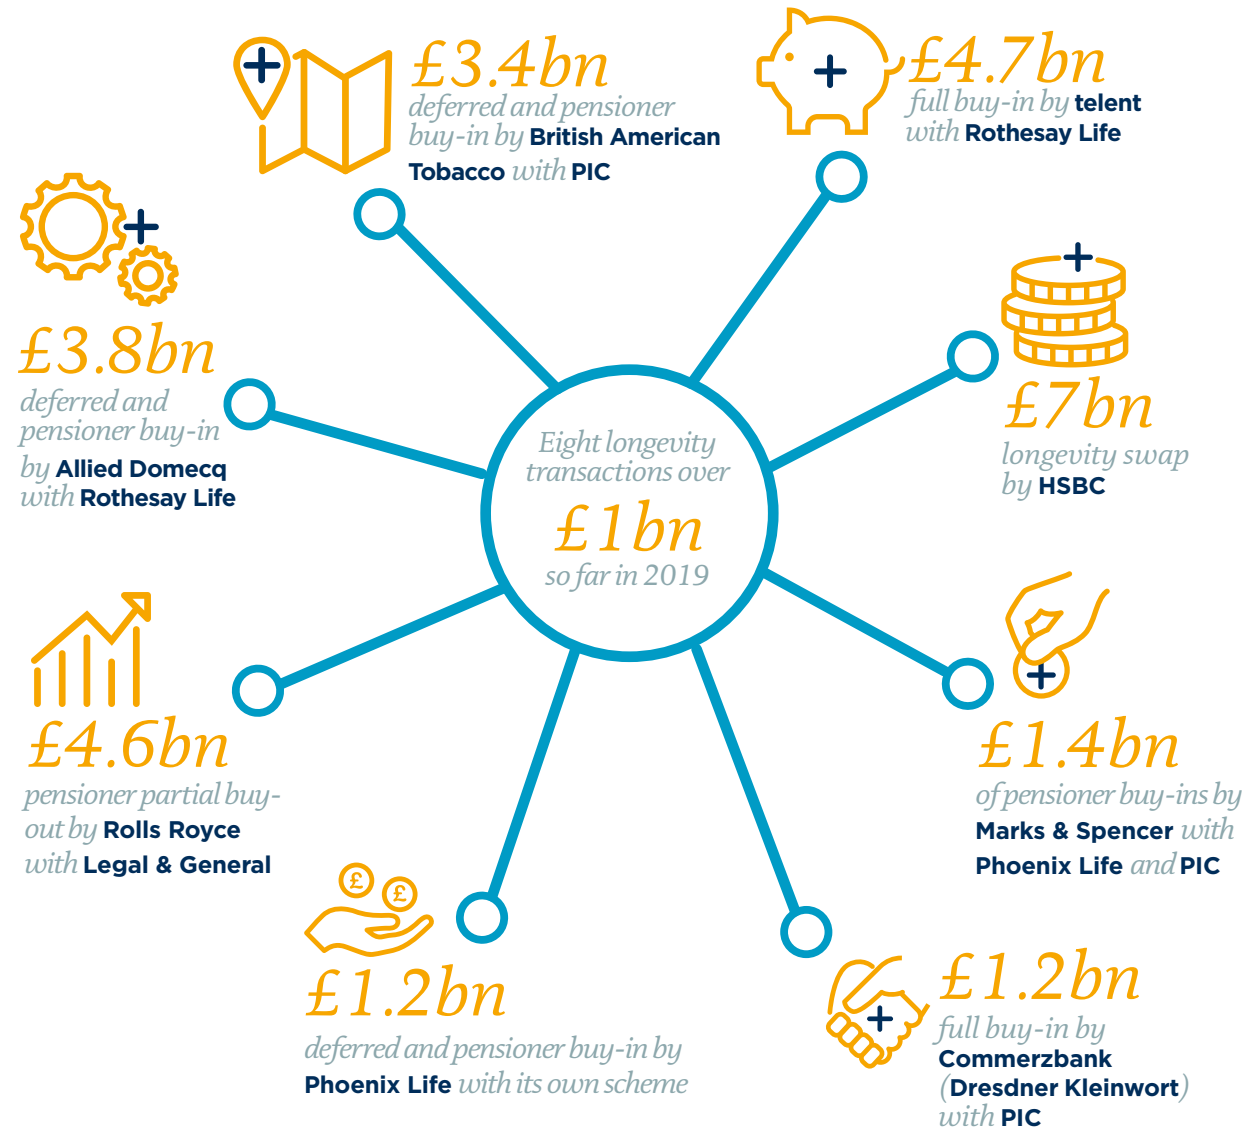 £3.4bn
deferred and pensioner
buy-in by British American
Tobacco with PIC
£4.7bn
full buy-in by telent
with Rothesay Life
£3.8bn
deferred and
pensioner buy-in
by Allied Domecq
with Rothesay Life
£7bn
longevity swap
by HSBC
Eight longevity
transactions over
£1bn
so far in 2019
£4.6bn
pensioner partial buy-
out by Rolls Royce
with Legal & General
£1.4bn
of pensioner buy-ins by
Marks & Spencer with
Phoenix Life and PIC
£
£
£1.2bn
deferred and pensioner buy-in by
Phoenix Life with its own scheme
£1.2bn
full buy-in by
Commerzbank
(Dresdner Kleinwort)
with PIC